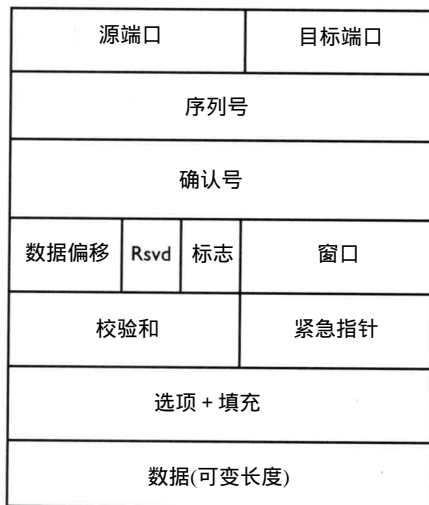 源端口 目标端口
序列号
确认号
数据偏移 Rsvd 标志 窗口
校验和 紧急指针
选项 + 填充
数据(可变长度)